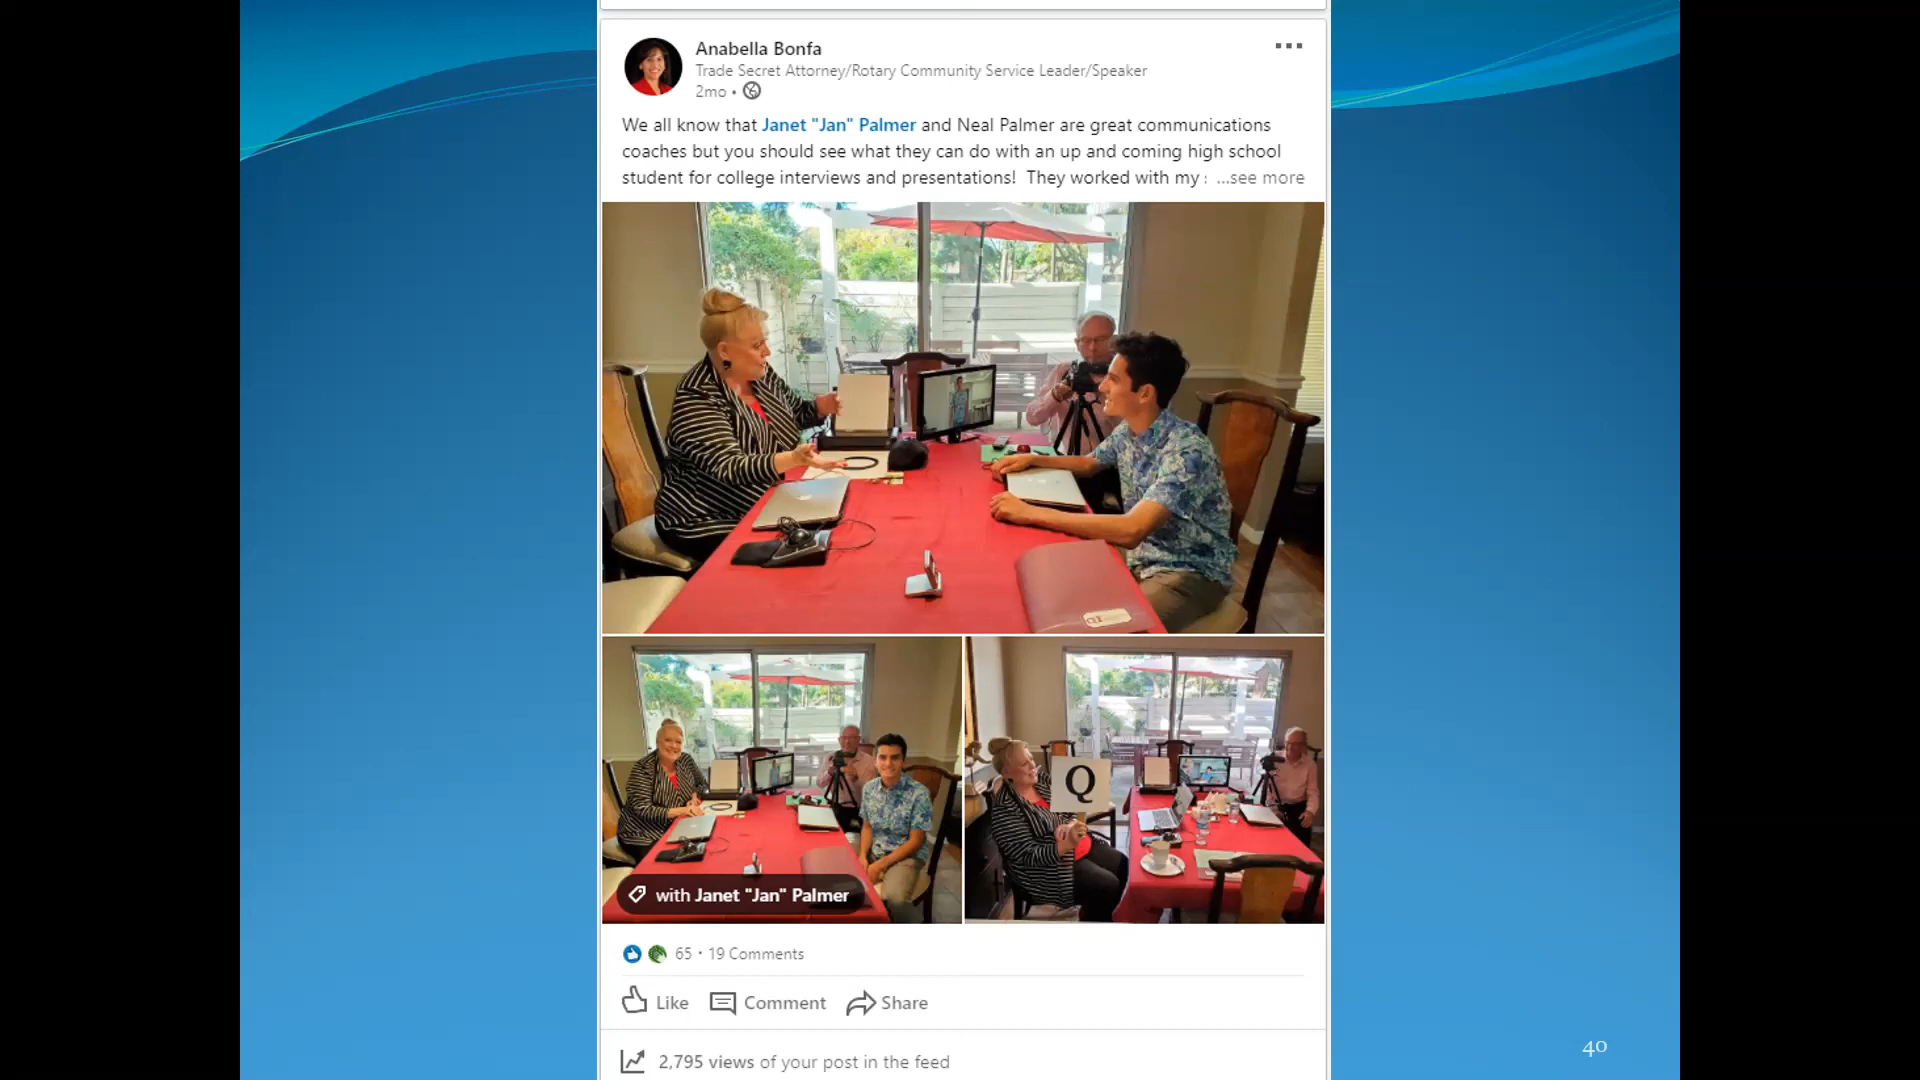 Anabella Bonfa
Trade Secret Attorney/Rotary Community Service Leader/Speaker
2mo •
We all know that Janet "Jan" Palmer and Neal Palmer are great communications
coaches but you should see what they can do with an up and coming high school
student for college interviews and presentations! They worked with my ...see more
Q
with Janet "Jan" Palmer
65 • 19 Comments
Like Comment Share
2,795 views of your post in the feed
40